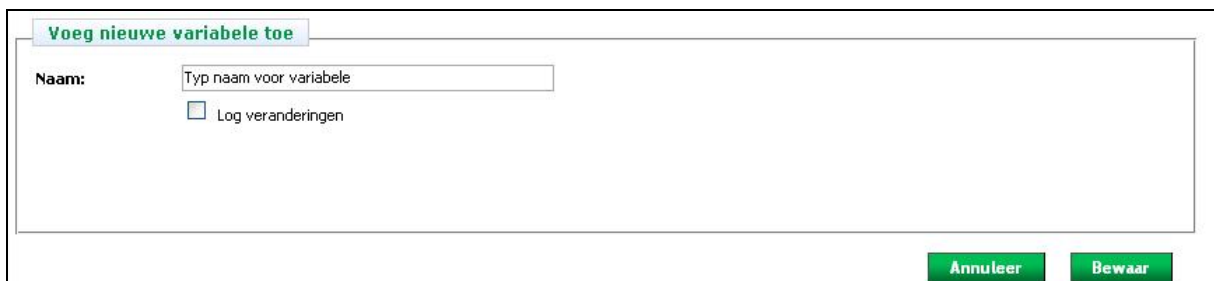 Voeg nieuwe variabele toe
Naam: Typ naam voor variabele
Log veranderingen
Annuleer Bewaar